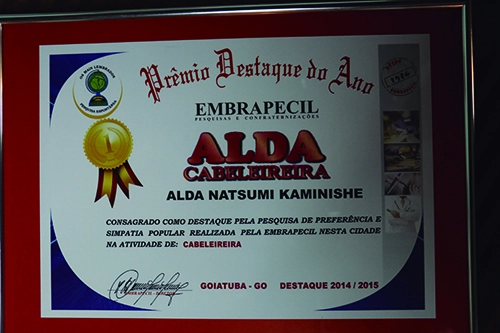 Prêmio Destaque do Ano
EMBRAPECIL
PESQUISAS E CONFRATERNIZAÇÕES
ALDA
CABELEIREIRA
ALDA NATSUMI KAMINISHE
CONSAGRADO COMO DESTAQUE PELA PESQUISA DE PREFERÊNCIA E
SIMPATIA POPULAR REALIZADA PELA EMBRAPECIL NESTA CIDADE
NA ATIVIDADE DE: CABELEIREIRA
GOIATUBA - GO DESTAQUE 2014 / 2015